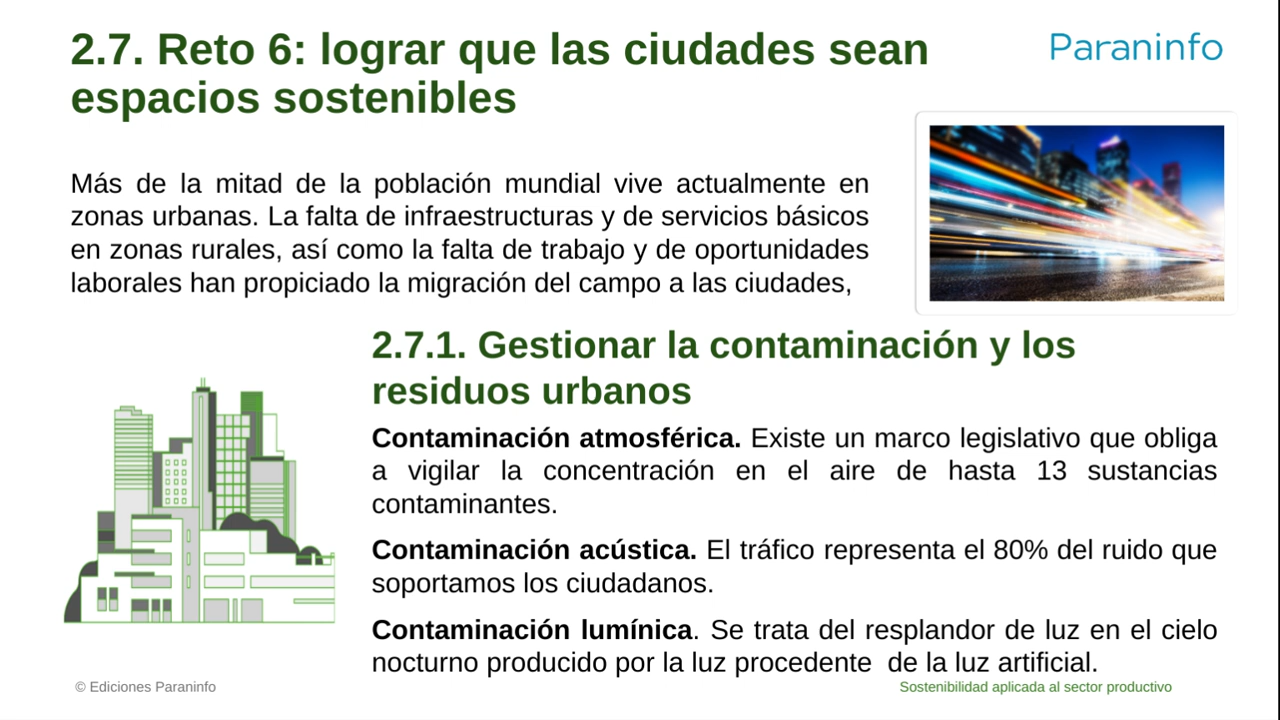 2.7. Reto 6: lograr que las ciudades sean
espacios sostenibles
Paraninfo
Más de la mitad de la población mundial vive actualmente en
zonas urbanas. La falta de infraestructuras y de servicios básicos
en zonas rurales, así como la falta de trabajo y de oportunidades
laborales han propiciado la migración del campo a las ciudades,
2.7.1. Gestionar la contaminación y los
residuos urbanos
Contaminación atmosférica. Existe un marco legislativo que obliga
a vigilar la concentración en el aire de hasta 13 sustancias
contaminantes.
Contaminación acústica. El tráfico representa el 80% del ruido que
soportamos los ciudadanos.
Contaminación lumínica. Se trata del resplandor de luz en el cielo
nocturno producido por la luz procedente  de la luz artificial.
© Ediciones Paraninfo
Sostenibilidad aplicada al sector productivo